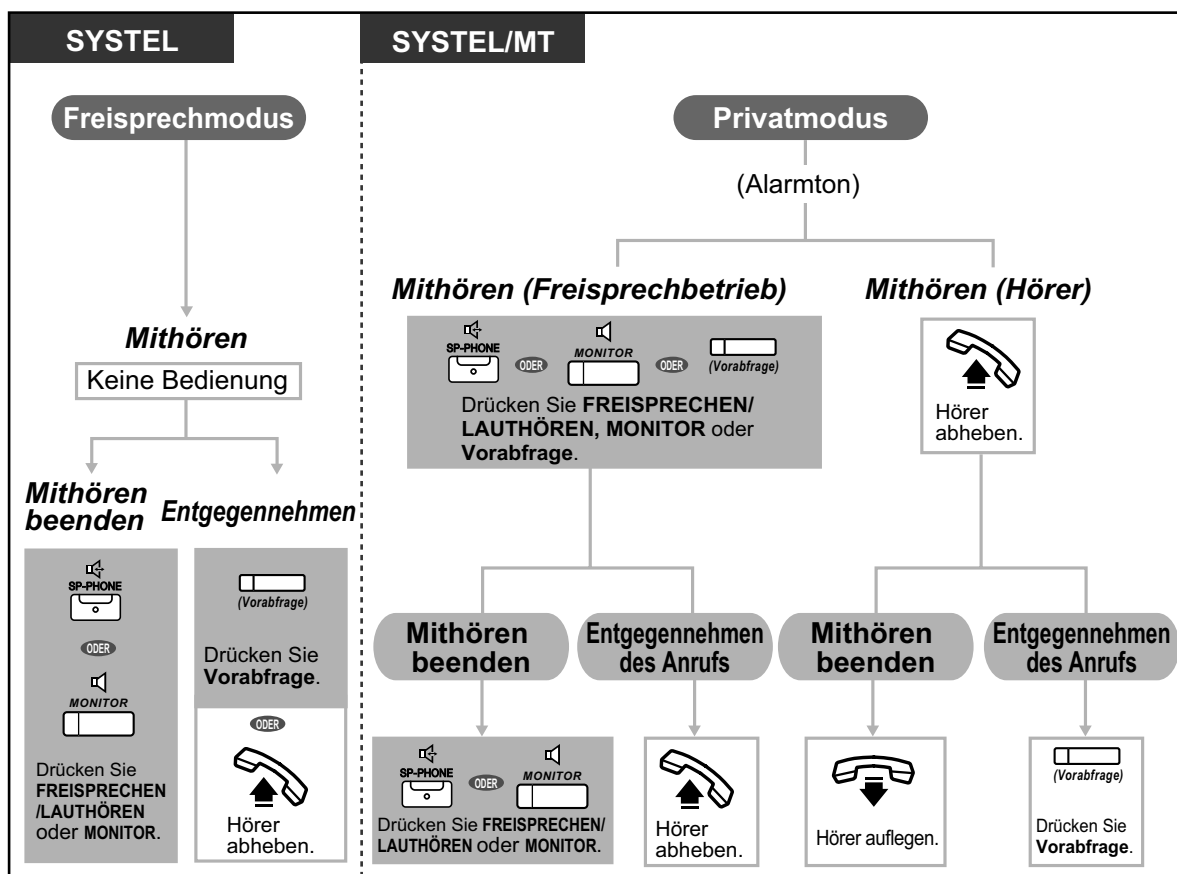 SYSTEL
Freisprechmodus
Mithören
Keine Bedienung
Mithören
beenden
SP-PHONE
ODER
MONITOR
Drücken Sie
FREISPRECHEN
/LAUTHÖREN
oder MONITOR.
Entgegennehmen
(Vorabfrage)
Drücken Sie
Vorabfrage.
ODER
Hörer
abheben.
SYSTEL/MT
Privatmodus
(Alarmton)
Mithören (Freisprechbetrieb)
SP-PHONE ODER MONITOR ODER (Vorabfrage)
Drücken Sie FREISPRECHEN/
LAUTHÖREN, MONITOR oder
Vorabfrage.
Mithören
beenden
SP-PHONE ODER MONITOR
Drücken Sie FREISPRECHEN/
LAUTHÖREN oder MONITOR.
Entgegennehmen
des Anrufs
Hörer
abheben.
Mithören (Hörer)
Hörer
abheben.
Mithören
beenden
Hörer auflegen.
Entgegennehmen
des Anrufs
(Vorabfrage)
Drücken Sie
Vorabfrage.